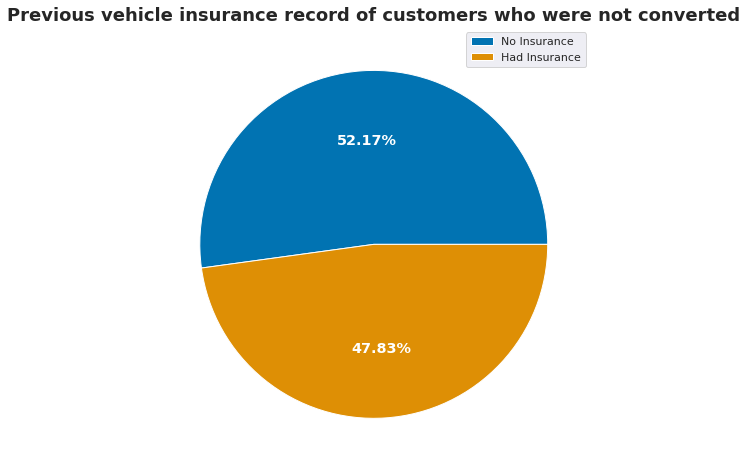 Previous vehicle insurance record of customers who were not converted
No Insurance
Had Insurance
52.17%
47.83%